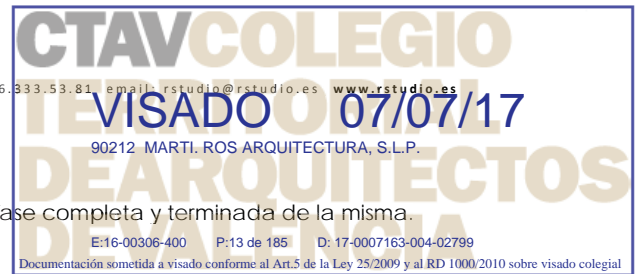 CTAVCOLEGIO
TERRITORIAL
DEARQUITECTOS
DEVALENCIA
6.333.53.81 email: rstudio@rstudio.es www.rstudio.es
VISADO 07/07/17
90212 MARTI. ROS ARQUITECTURA, S.L.P.
ase completa y terminada de la misma.
E:16-00306-400 P:13 de 185 D: 17-0007163-004-02799
Documentación sometida a visado conforme al Art.5 de la Ley 25/2009 y al RD 1000/2010 sobre visado colegial